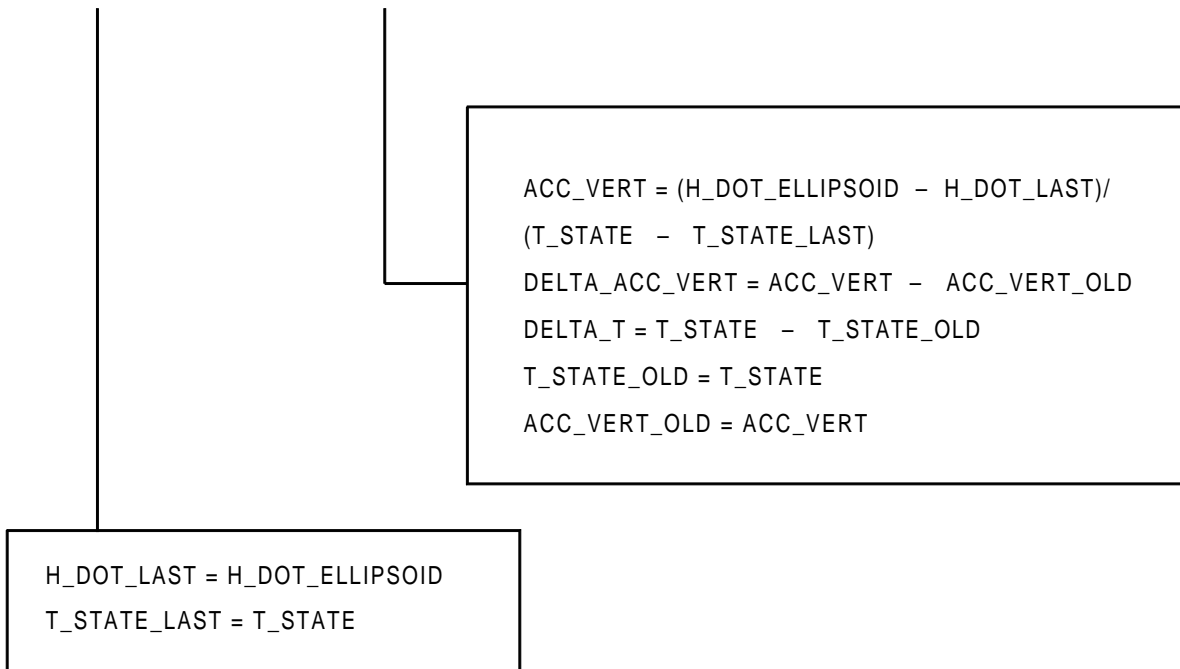 ACC_VERT = (H_DOT_ELLIPSOID – H_DOT_LAST)/
(T_STATE – T_STATE_LAST)
DELTA_ACC_VERT = ACC_VERT – ACC_VERT_OLD
DELTA_T = T_STATE – T_STATE_OLD
T_STATE_OLD = T_STATE
ACC_VERT_OLD = ACC_VERT
H_DOT_LAST = H_DOT_ELLIPSOID
T_STATE_LAST = T_STATE